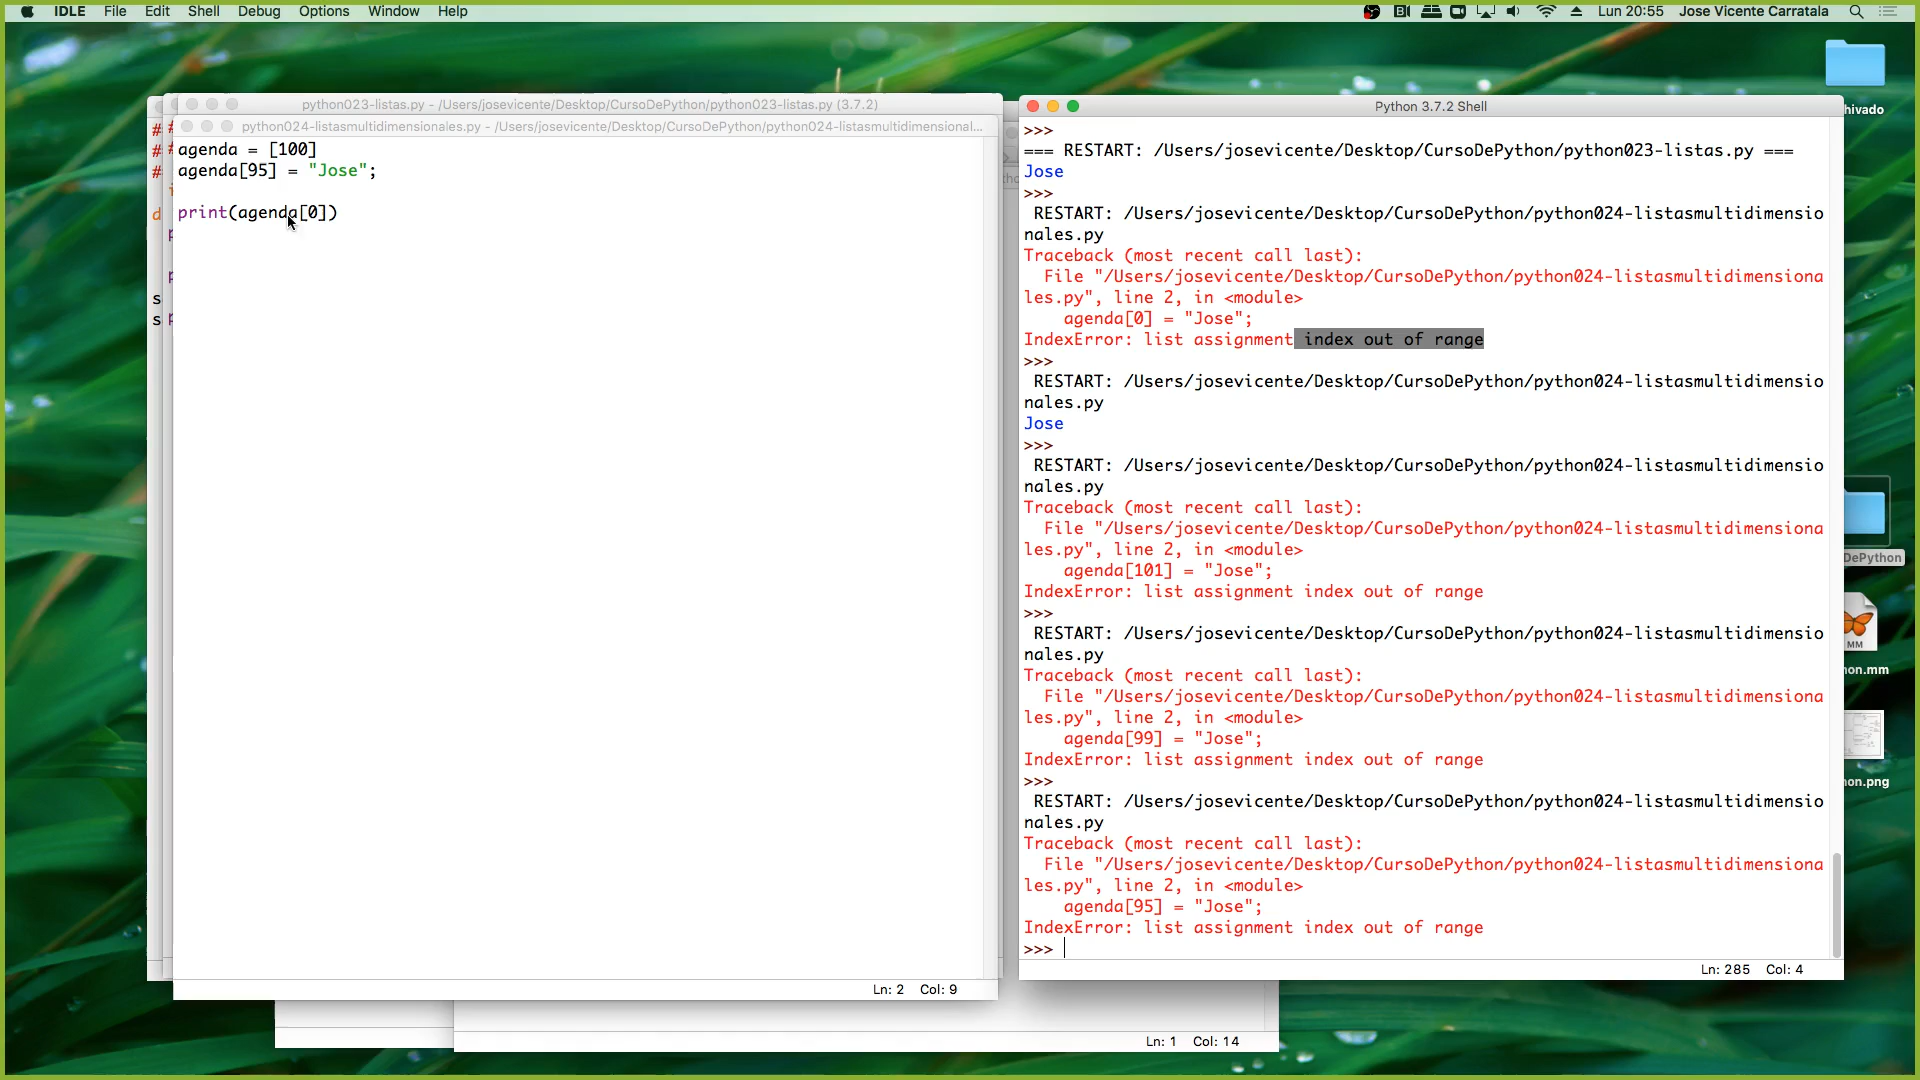 IDLE File Edit Shell Debug Options Window Help
Lun 20:55 Jose Vicente Carratala
hivado
python023-listas.py - /Users/josevicente/Desktop/CursoDePython/python023-listas.py (3.7.2)
python024-listasmultidimensionales.py - /Users/josevicente/Desktop/CursoDePython/python024-listasmultidimensional...
agenda = [100]
agenda[95] = "Jose";
print(agenda[0])
Ln: 2 Col: 9
Ln: 1 Col: 14
Python 3.7.2 Shell
>>>
=== RESTART: /Users/josevicente/Desktop/CursoDePython/python023-listas.py ===
Jose
>>>
RESTART: /Users/josevicente/Desktop/CursoDePython/python024-listasmultidimensio
nales.py
Traceback (most recent call last):
File "/Users/josevicente/Desktop/CursoDePython/python024-listasmultidimensiona
les.py", line 2, in <module>
agenda[0] = "Jose";
IndexError: list assignment index out of range
>>>
RESTART: /Users/josevicente/Desktop/CursoDePython/python024-listasmultidimensio
nales.py
Jose
>>>
RESTART: /Users/josevicente/Desktop/CursoDePython/python024-listasmultidimensio
nales.py
Traceback (most recent call last):
File "/Users/josevicente/Desktop/CursoDePython/python024-listasmultidimensiona
les.py", line 2, in <module>
agenda[101] = "Jose";
IndexError: list assignment index out of range
>>>
RESTART: /Users/josevicente/Desktop/CursoDePython/python024-listasmultidimensio
nales.py
Traceback (most recent call last):
File "/Users/josevicente/Desktop/CursoDePython/python024-listasmultidimensiona
les.py", line 2, in <module>
agenda[99] = "Jose";
IndexError: list assignment index out of range
>>>
RESTART: /Users/josevicente/Desktop/CursoDePython/python024-listasmultidimensio
nales.py
Traceback (most recent call last):
File "/Users/josevicente/Desktop/CursoDePython/python024-listasmultidimensiona
les.py", line 2, in <module>
agenda[95] = "Jose";
IndexError: list assignment index out of range
>>>
Ln: 285 Col: 4
DePython
MM
on.mm
on.png